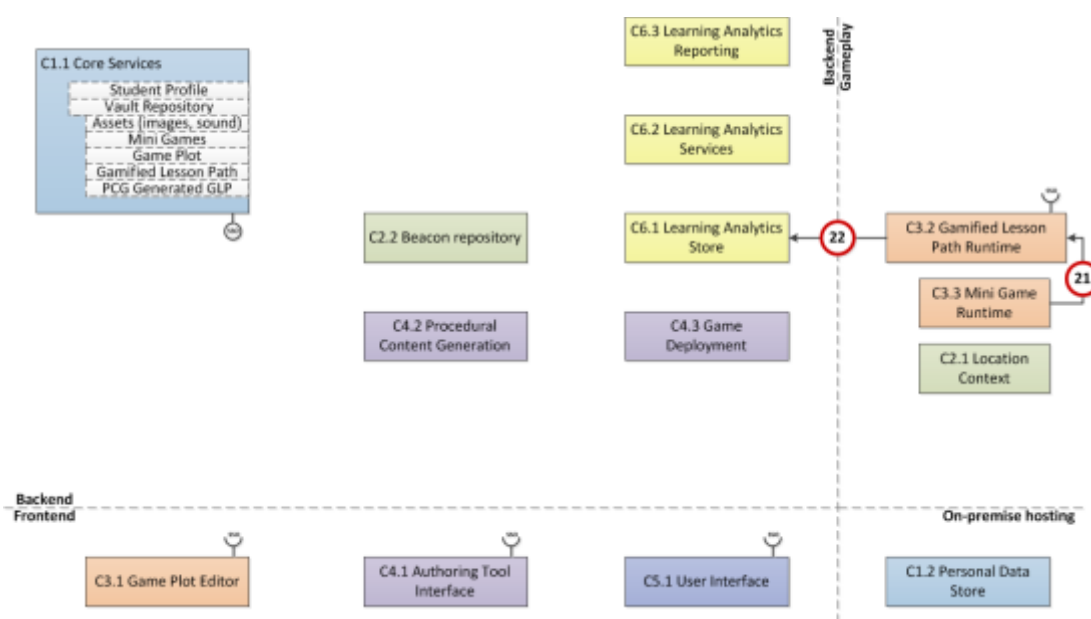 C6.3 Learning Analytics
Reporting
Backend
Gameplay
C1.1 Core Services
Student Profile
Vault Repository
Assets (images, sound)
Mini Games
Game Plot
Gamified Lesson Path
PCG Generated GLP
C6.2 Learning Analytics
Services
C2.2 Beacon repository
C6.1 Learning Analytics
Store
22
C3.2 Gamified Lesson
Path Runtime
21
C3.3 Mini Game
Runtime
C4.2 Procedural
Content Generation
C4.3 Game
Deployment
C2.1 Location
Context
Backend
Frontend
On-premise hosting
C3.1 Game Plot Editor
C4.1 Authoring Tool
Interface
C5.1 User Interface
C1.2 Personal Data
Store